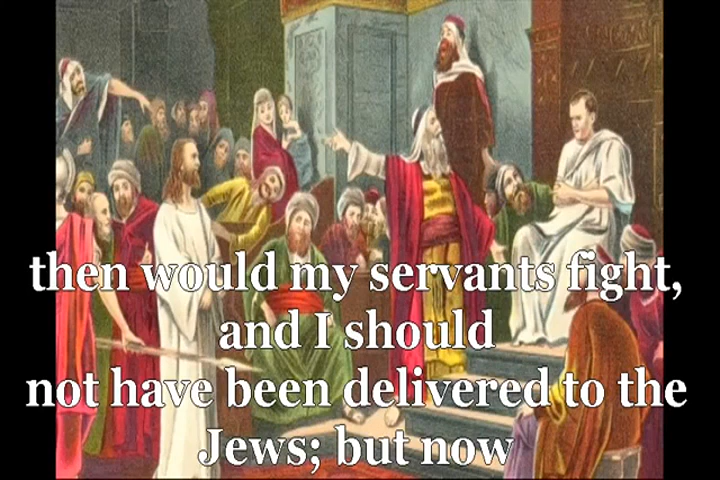 then would my servants fight,
and I should
not have been delivered to the
Jews; but now